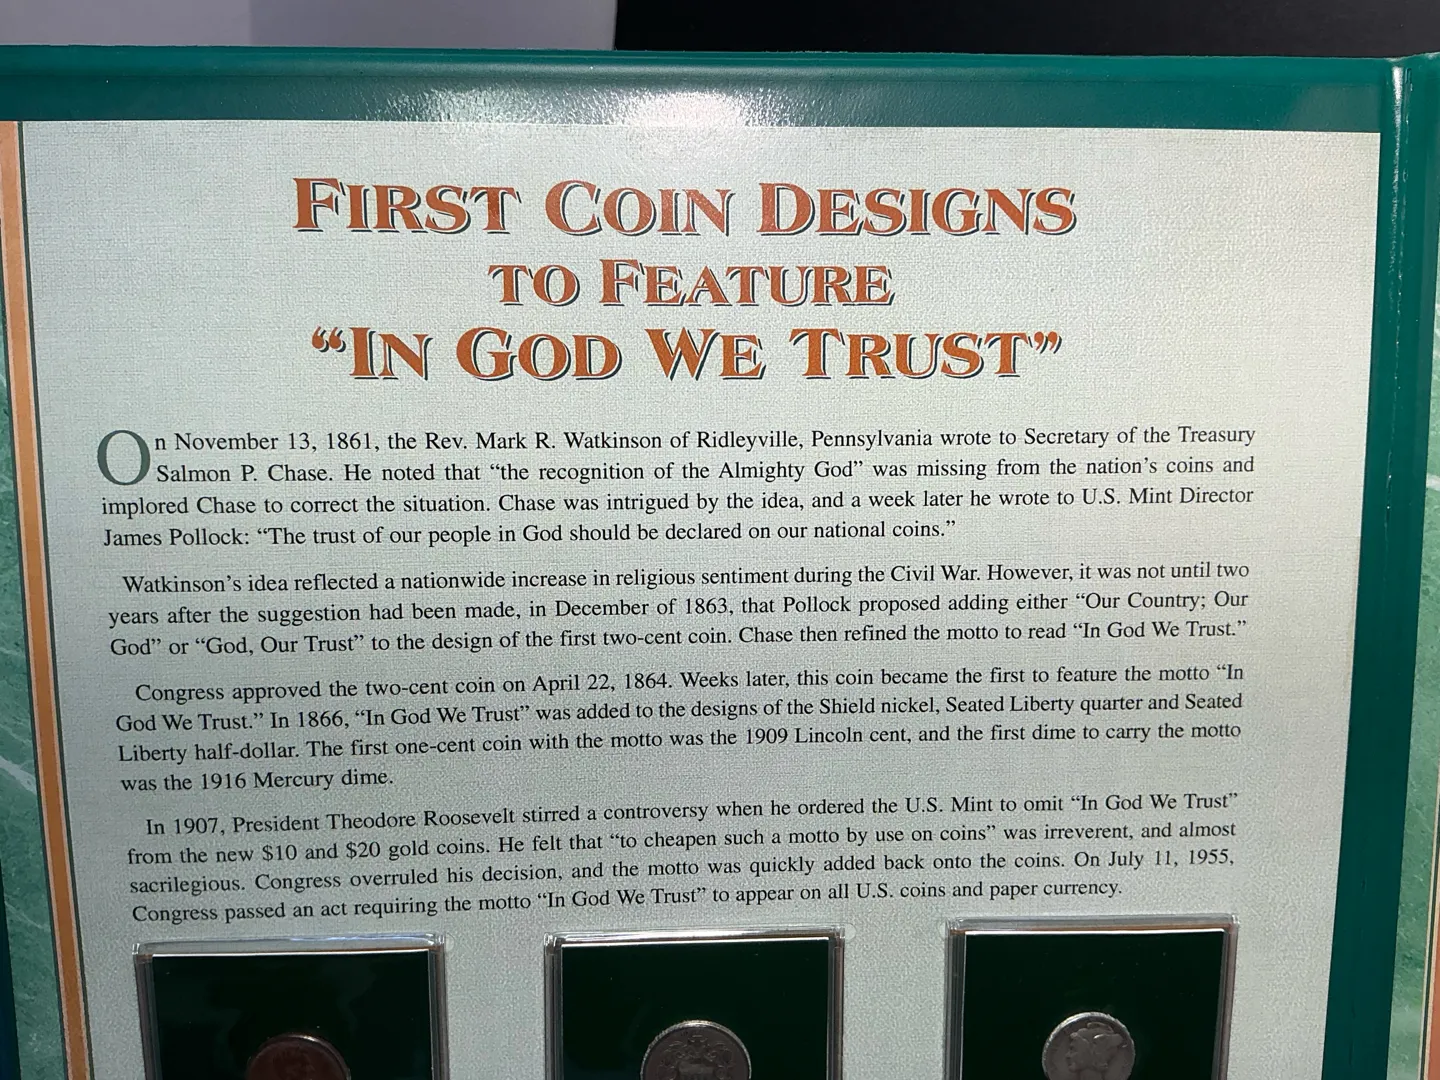 FIRST COIN DESIGNS
TO FEATURE
“IN GOD WE TRUST”
On November 13, 1861, the Rev. Mark R. Watkinson of Ridleyville, Pennsylvania wrote to Secretary of the Treasury
Salmon P. Chase. He noted that “the recognition of the Almighty God” was missing from the nation’s coins and
implored Chase to correct the situation. Chase was intrigued by the idea, and a week later he wrote to U.S. Mint Director
James Pollock: “The trust of our people in God should be declared on our national coins.”
Watkinson’s idea reflected a nationwide increase in religious sentiment during the Civil War. However, it was not until two
years after the suggestion had been made, in December of 1863, that Pollock proposed adding either “Our Country; Our
God” or “God, Our Trust” to the design of the first two-cent coin. Chase then refined the motto to read “In God We Trust.”
Congress approved the two-cent coin on April 22, 1864. Weeks later, this coin became the first to feature the motto “In
God We Trust.” In 1866, “In God We Trust” was added to the designs of the Shield nickel, Seated Liberty quarter and Seated
Liberty half-dollar. The first one-cent coin with the motto was the 1909 Lincoln cent, and the first dime to carry the motto
was the 1916 Mercury dime.
In 1907, President Theodore Roosevelt stirred a controversy when he ordered the U.S. Mint to omit “In God We Trust”
from the new $10 and $20 gold coins. He felt that “to cheapen such a motto by use on coins” was irreverent, and almost
sacrilegious. Congress overruled his decision, and the motto was quickly added back onto the coins. On July 11, 1955,
Congress passed an act requiring the motto “In God We Trust” to appear on all U.S. coins and paper currency.